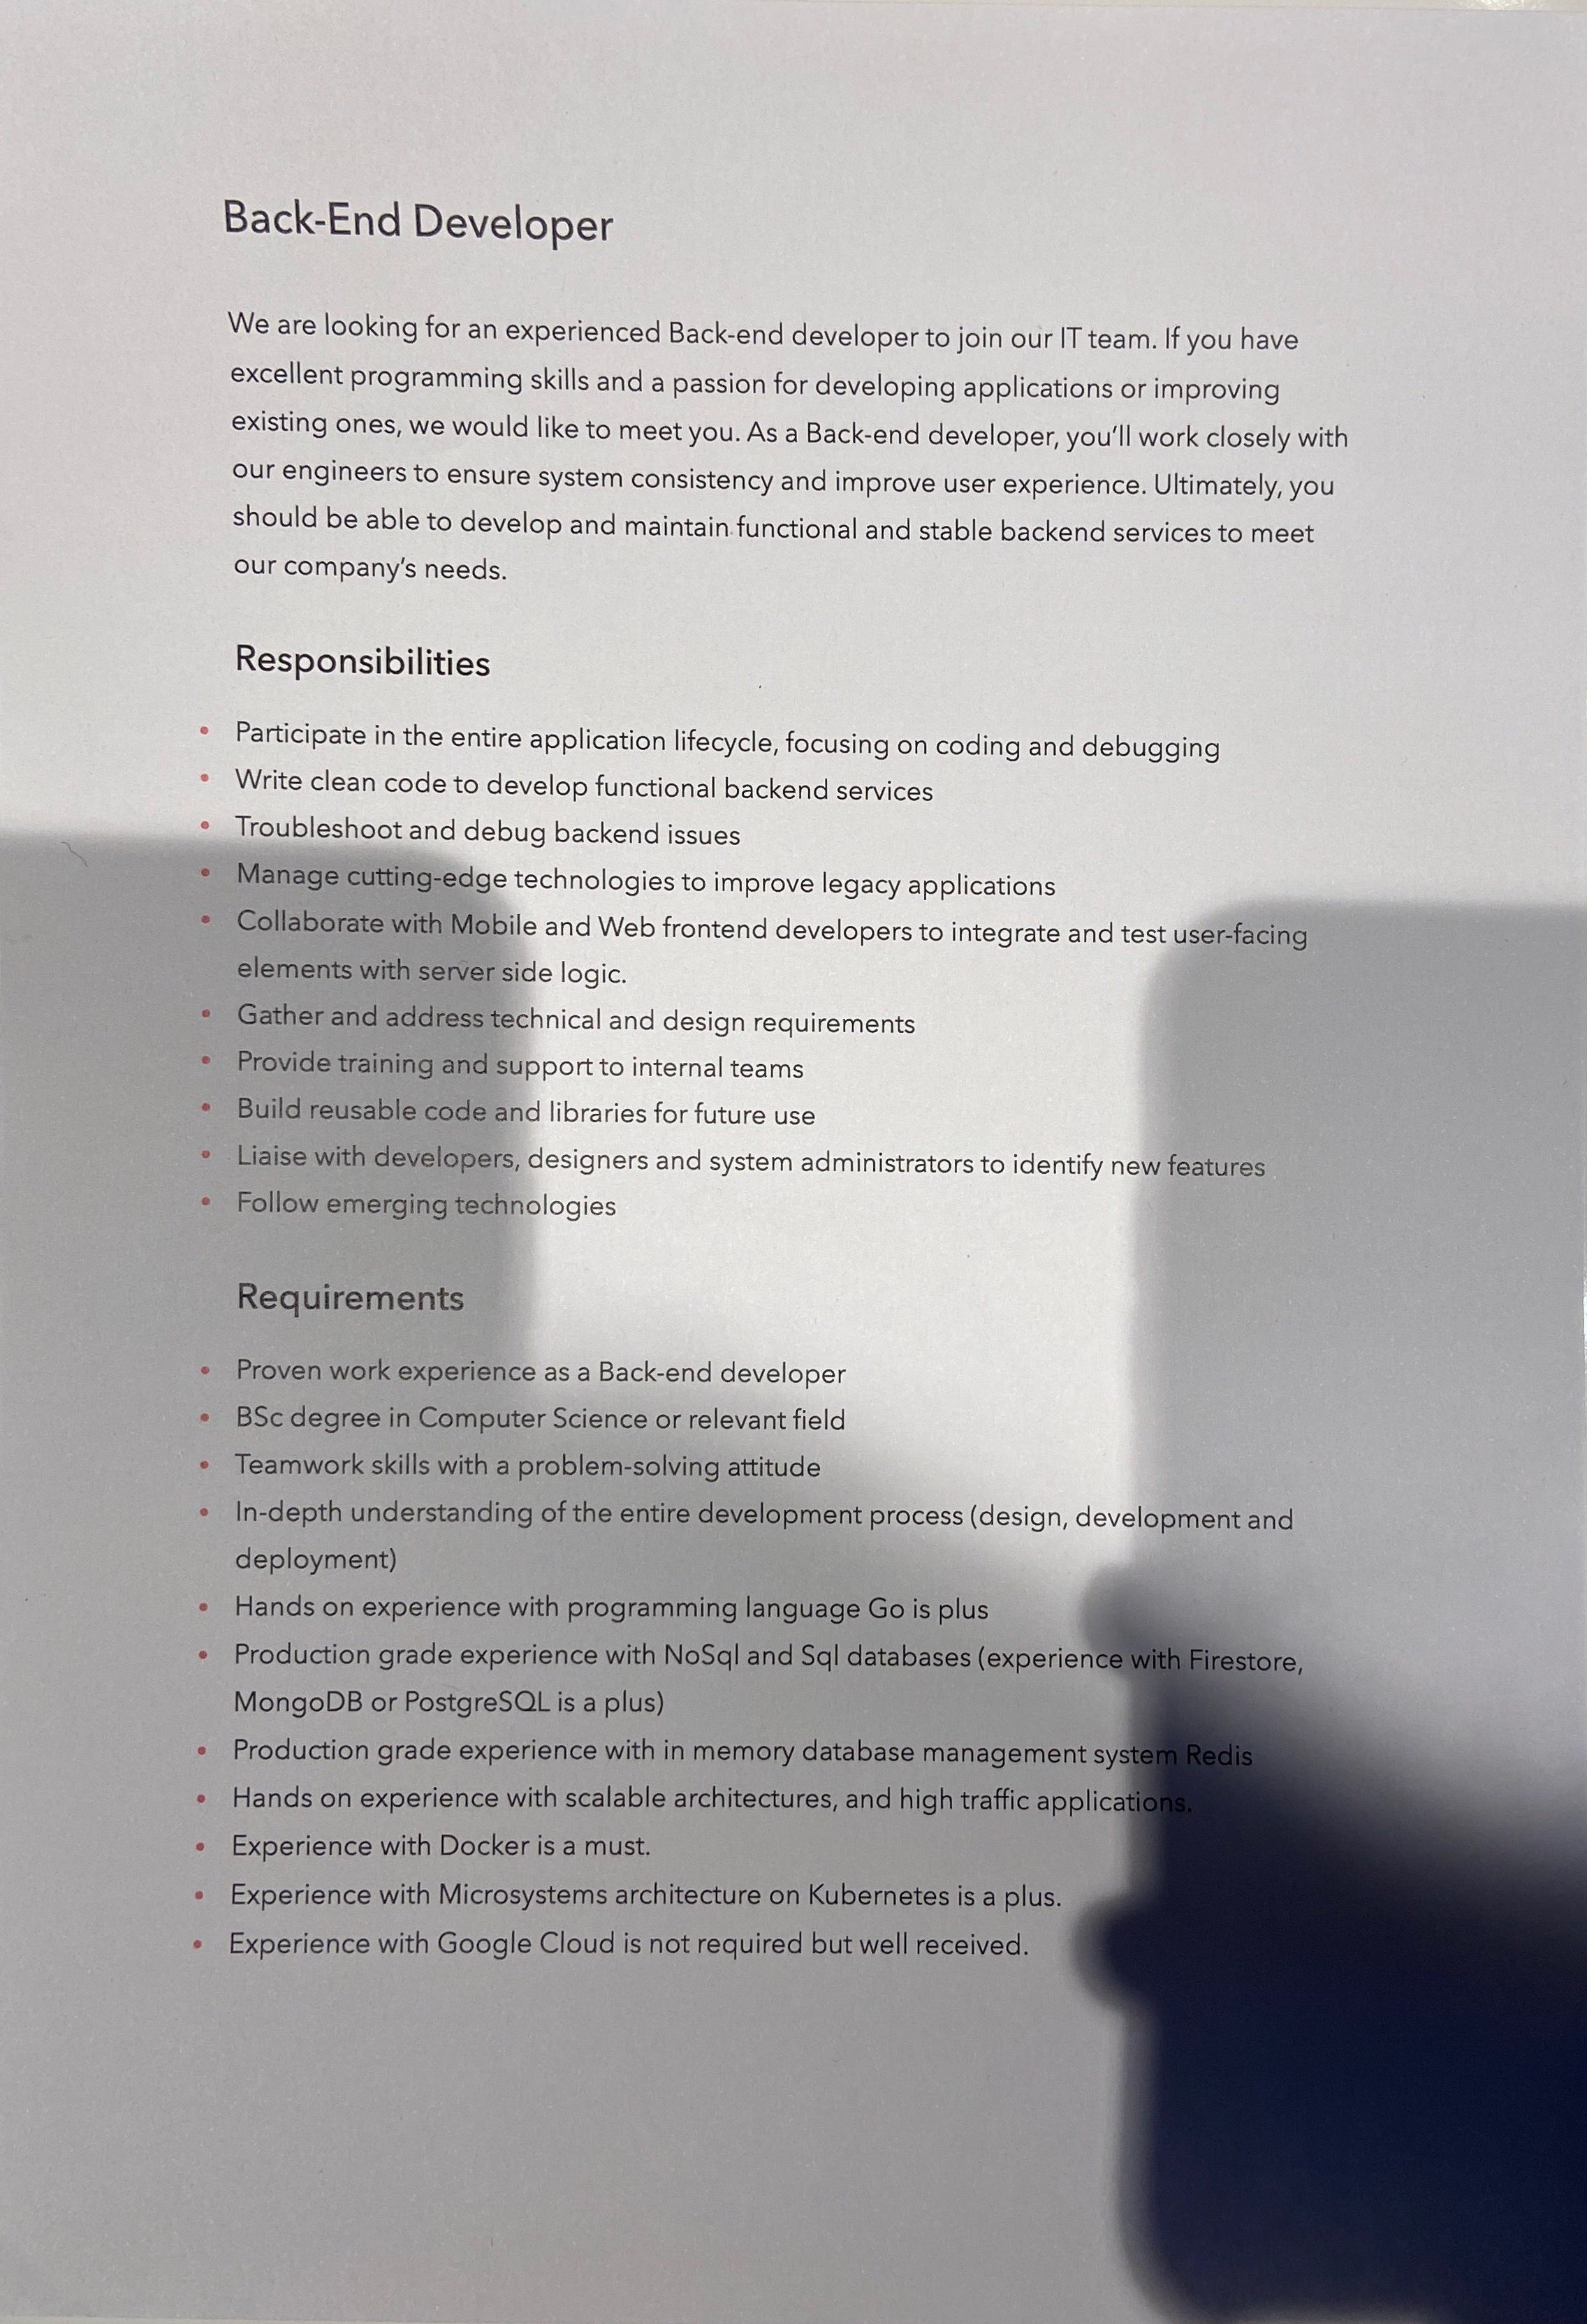 Back-End Developer
We are looking for an experienced Back-end developer to join our IT team. If you have
excellent programming skills and a passion for developing applications or improving
existing ones, we would like to meet you. As a Back-end developer, you'll work closely with
our engineers to ensure system consistency and improve user experience. Ultimately, you
should be able to develop and maintain functional and stable backend services to meet
our company's needs.
Responsibilities
• Participate in the entire application lifecycle, focusing on coding and debugging
• Write clean code to develop functional backend services
• Troubleshoot and debug backend issues
• Manage cutting-edge technologies to improve legacy applications
• Collaborate with Mobile and Web frontend developers to integrate and test user-facing
elements with server side logic.
• Gather and address technical and design requirements
• Provide training and support to internal teams
• Build reusable code and libraries for future use
• Liaise with developers, designers and system administrators to identify new features
• Follow emerging technologies
Requirements
• Proven work experience as a Back-end developer
• BSc degree in Computer Science or relevant field
• Teamwork skills with a problem-solving attitude
• In-depth understanding of the entire development process (design, development and
deployment)
• Hands on experience with programming language Go is plus
• Production grade experience with NoSql and Sql databases (experience with Firestore,
MongoDB or PostgreSQL is a plus)
• Production grade experience with in memory database management system Redis
• Hands on experience with scalable architectures, and high traffic applications.
• Experience with Docker is a must.
• Experience with Microsystems architecture on Kubernetes is a plus.
• Experience with Google Cloud is not required but well received.